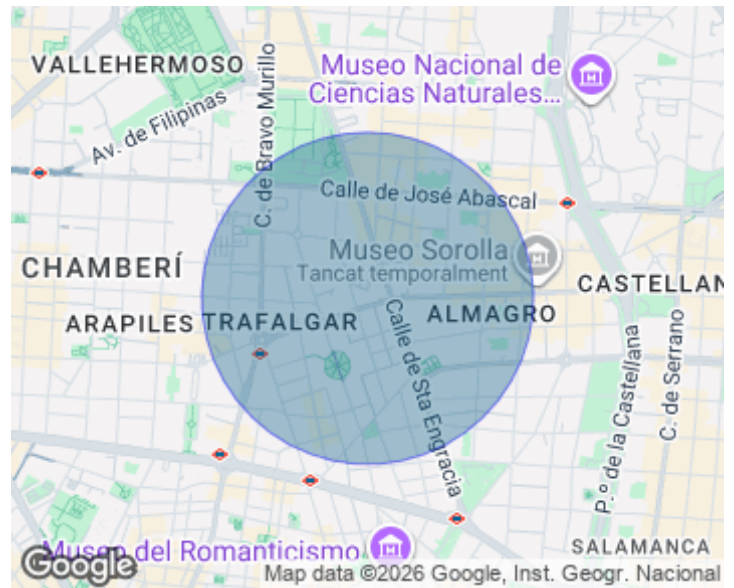 VALLEHERMOSO
Museo Nacional de
Ciencias Naturales...
Av. de Filipinas
C. de Bravo Murillo
Calle de José Abascal
Museo Sorolla
Tancat temporalment
CHAMBERÍ
CASTELLAN
ARAPILES
TRAFALGAR
ALMAGRO
Calle de Sta Engracia
P.º de la Castellana
C. de Serrano
Museo del Romanticismo
SALAMANCA
Google
Map data ©2026 Google, Inst. Geogr. Nacional